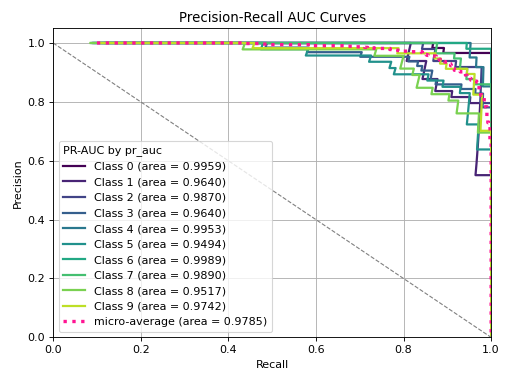 Precision-Recall AUC Curves
1.0
0.8
0.6
0.4
0.2
0.0
Precision
PR-AUC by pr_auc
Class 0 (area = 0.9959)
Class 1 (area = 0.9640)
Class 2 (area = 0.9870)
Class 3 (area = 0.9640)
Class 4 (area = 0.9953)
Class 5 (area = 0.9494)
Class 6 (area = 0.9989)
Class 7 (area = 0.9890)
Class 8 (area = 0.9517)
Class 9 (area = 0.9742)
micro-average (area = 0.9785)
0.0 0.2 0.4 0.6 0.8 1.0
Recall